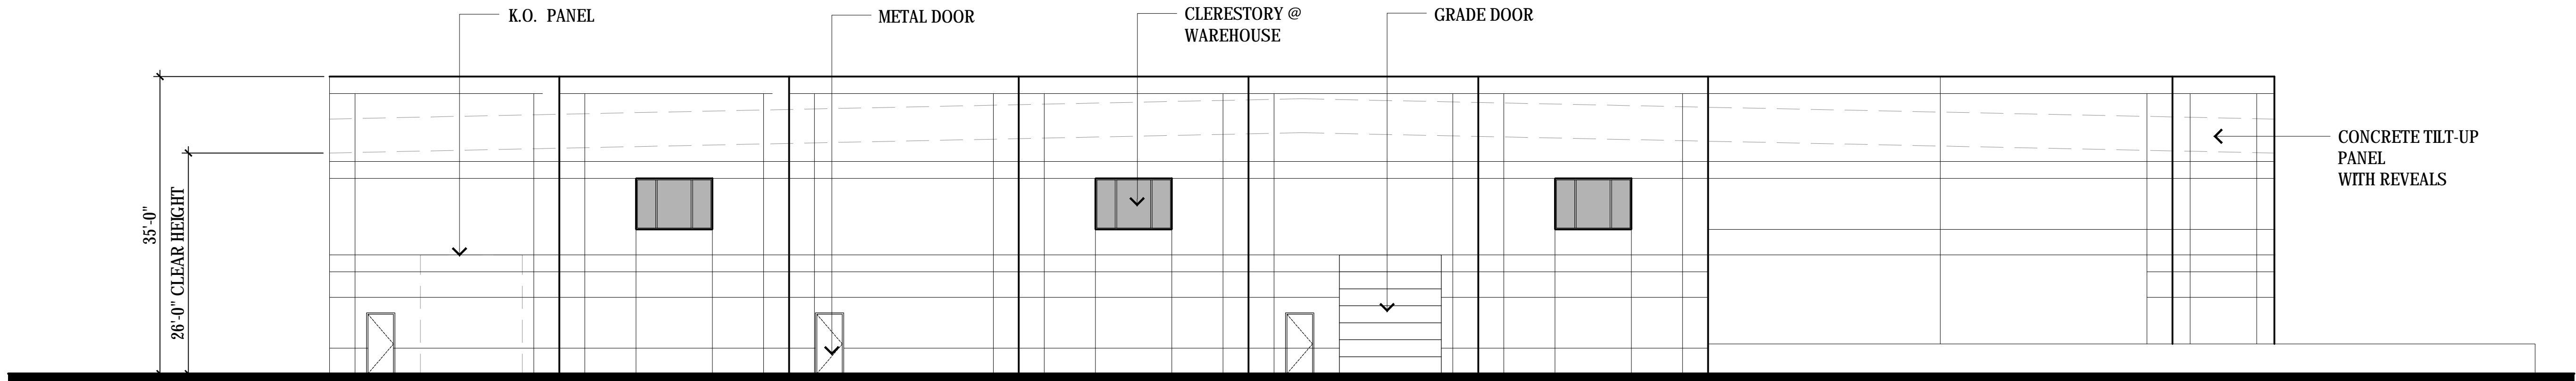 K.O. PANEL
METAL DOOR
CLERESTORY @
WAREHOUSE
GRADE DOOR
CONCRETE TILT-UP
PANEL
WITH REVEALS
35'-0"
26'-0" CLEAR HEIGHT